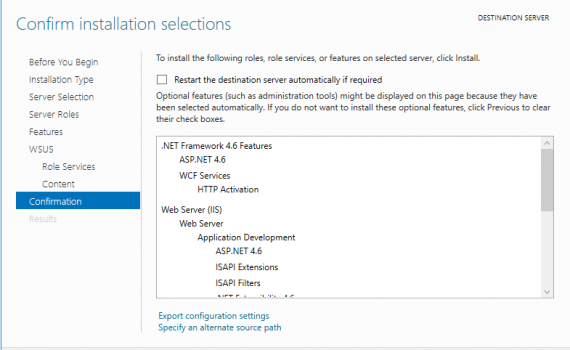 Confirm installation selections
DESTINATION SERVER
Before You Begin
Installation Type
Server Selection
Server Roles
Features
WSUS
Role Services
Content
Confirmation
Results
To install the following roles, role services, or features on selected server, click Install.
Restart the destination server automatically if required
Optional features (such as administration tools) might be displayed on this page because they have
been selected automatically. If you do not want to install these optional features, click Previous to clear
their check boxes.
.NET Framework 4.6 Features
ASP.NET 4.6
WCF Services
HTTP Activation
Web Server (IIS)
Web Server
Application Development
ASP.NET 4.6
ISAPI Extensions
ISAPI Filters
.NET Extensibility 4.6
Export configuration settings
Specify an alternate source path